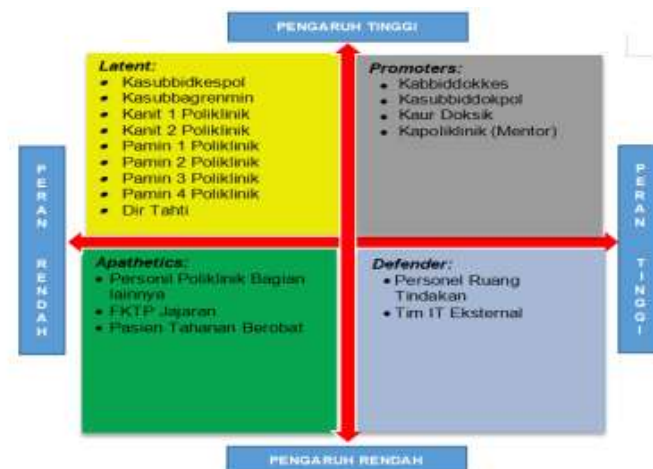 PENGARUH TINGGI
Latent:
• Kasubbidkespol
• Kasubbagrenmin
• Kanit 1 Poliklinik
• Kanit 2 Poliklinik
• Pamin 1 Poliklinik
• Pamin 2 Poliklinik
• Pamin 3 Poliklinik
• Pamin 4 Poliklinik
• Dir Tahti
Promoters:
• Kabbiddokkes
• Kasubbiddokpol
• Kaur Doksik
• Kapoliklinik (Mentor)
PERAN RENDAH
PERAN TINGGI
Apathetics:
• Personil Poliklinik Bagian
lainnya
• FKTP Jajaran
• Pasien Tahanan Berobat
Defender:
• Personel Ruang
Tindakan
• Tim IT Eksternal
PENGARUH RENDAH